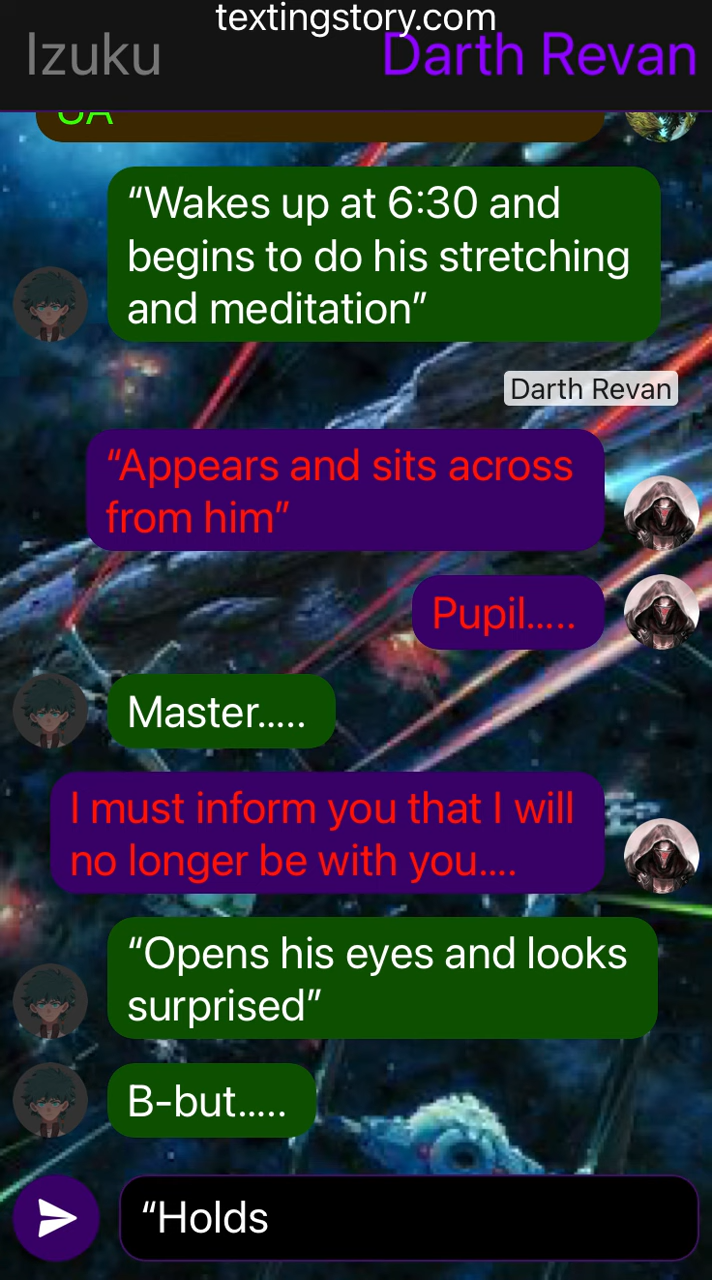 textingstory.com
Izuku
Darth Revan
UA
“Wakes up at 6:30 and
begins to do his stretching
and meditation”
Darth Revan
“Appears and sits across
from him”
Pupil.....
Master.....
I must inform you that I will
no longer be with you....
“Opens his eyes and looks
surprised”
B-but.....
“Holds